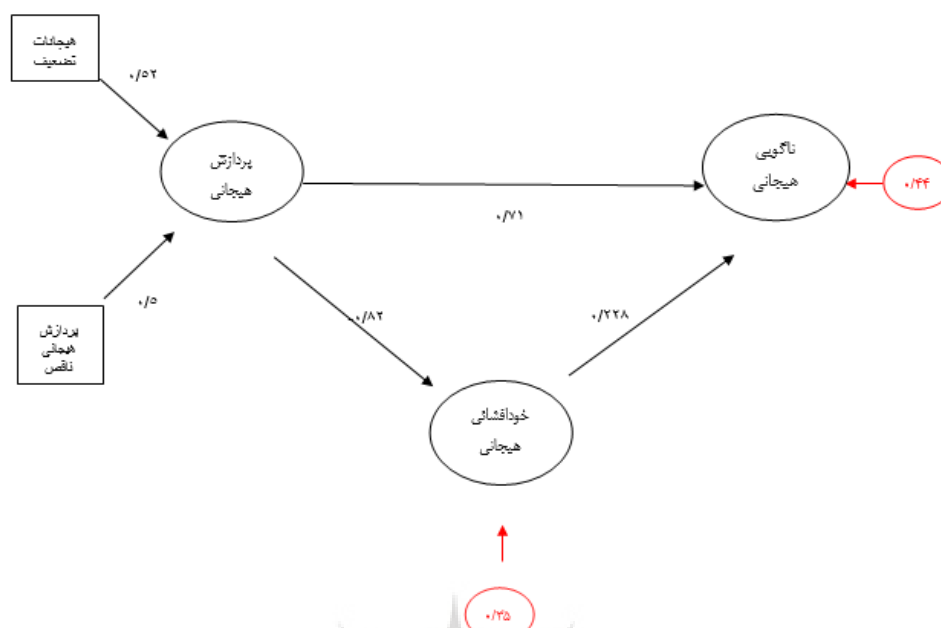 هیجانات
تضعیف
۰/۵۲
پردازش
هیجانی
ناگویی
هیجانی
۰/۴۴
۰/۷۱
۰/۵
پردازش
هیجانی
ناقص
-۰/۸۲
۰/۲۲۸
خودافشائی
هیجانی
۰/۳۵